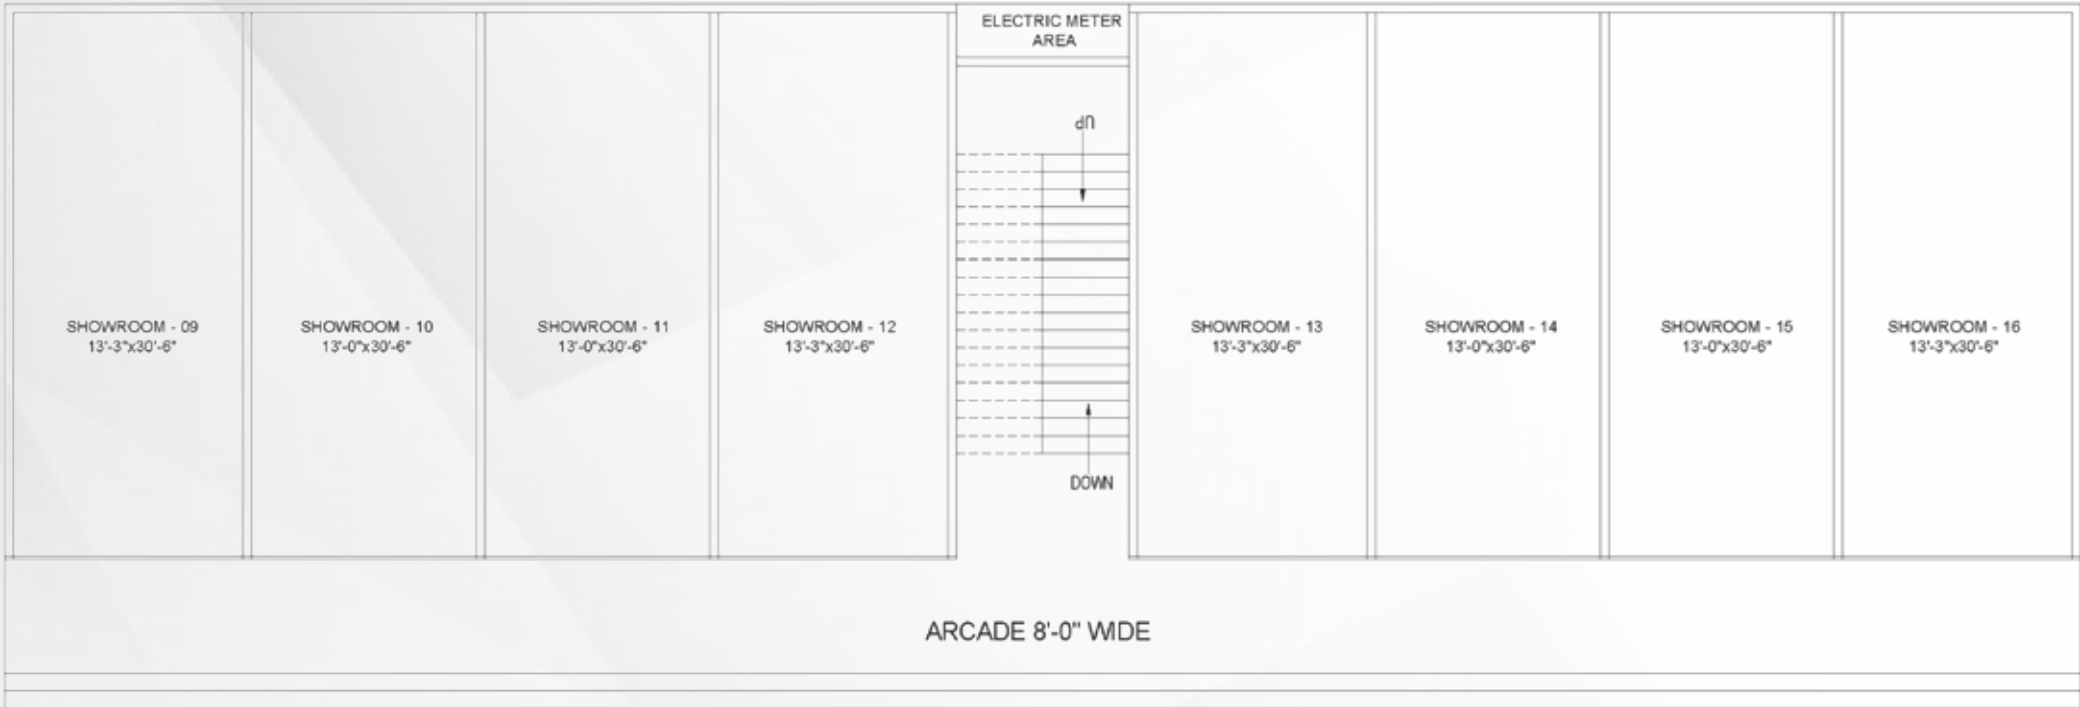 ELECTRIC METER
AREA
UP
SHOWROOM - 09
13'-3"x30'-6"
SHOWROOM - 10
13'-0"x30'-6"
SHOWROOM - 11
13'-0"x30'-6"
SHOWROOM - 12
13'-3"x30'-6"
SHOWROOM - 13
13'-3"x30'-6"
SHOWROOM - 14
13'-0"x30'-6"
SHOWROOM - 15
13'-0"x30'-6"
SHOWROOM - 16
13'-3"x30'-6"
DOWN
ARCADE 8'-0" WIDE